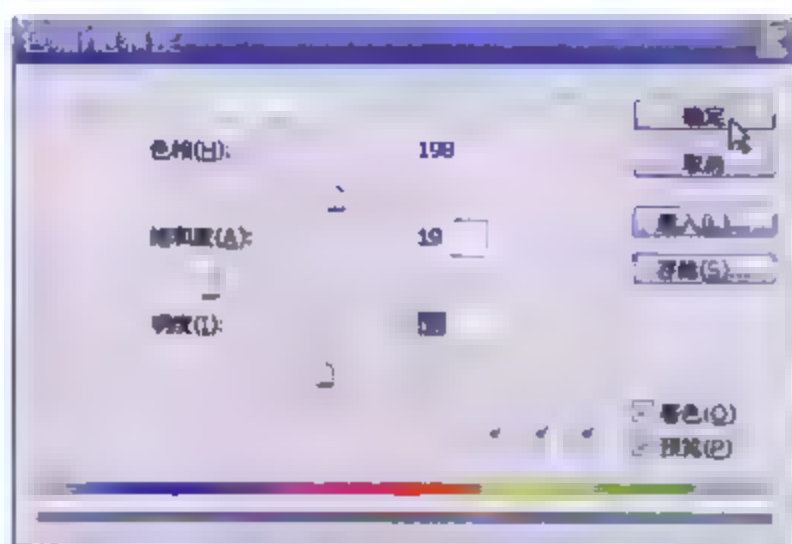 确定
色相(H):
198
取消
饱和度(A):
19
载入(L)...
存储(S)...
明度(I):
着色(O)
预览(P)